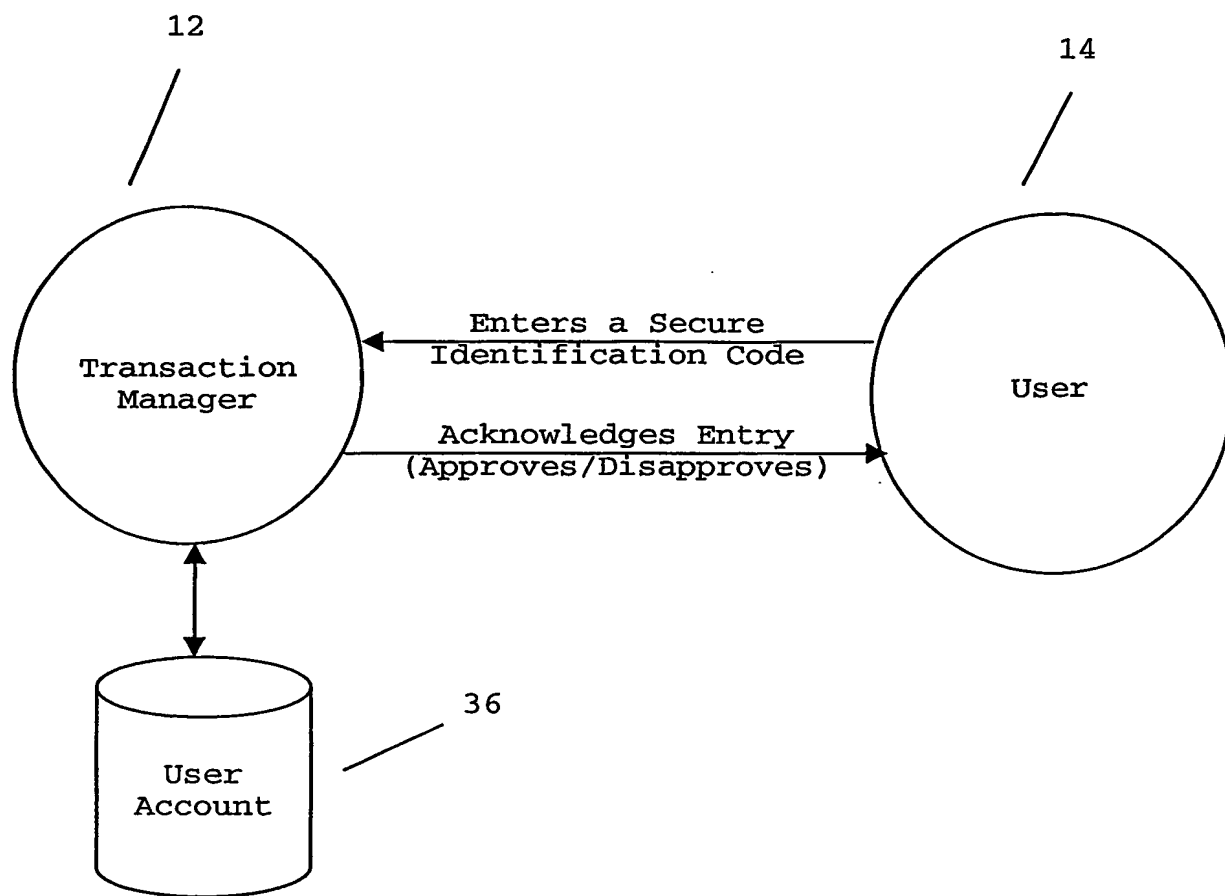 12
14
Enters a Secure
Identification Code
Transaction
Manager
User
Acknowledges Entry
(Approves/Disapproves)
36
User
Account